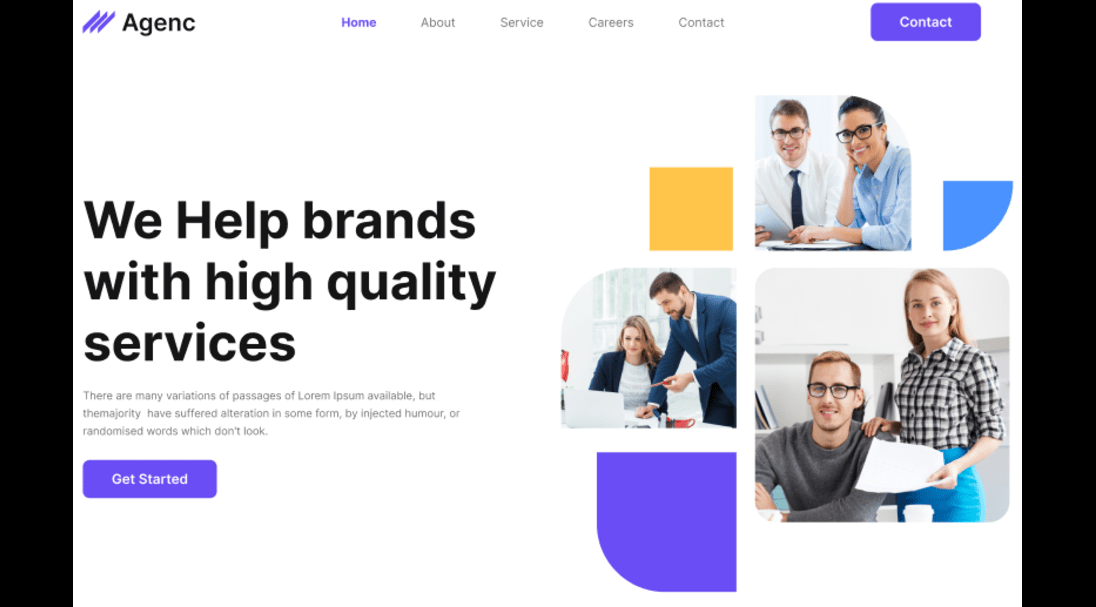 Agenc
Home About Service Careers Contact
Contact
We Help brands
with high quality
services
There are many variations of passages of Lorem Ipsum available, but
themajority  have suffered alteration in some form, by injected humour, or
randomised words which don't look.
Get Started